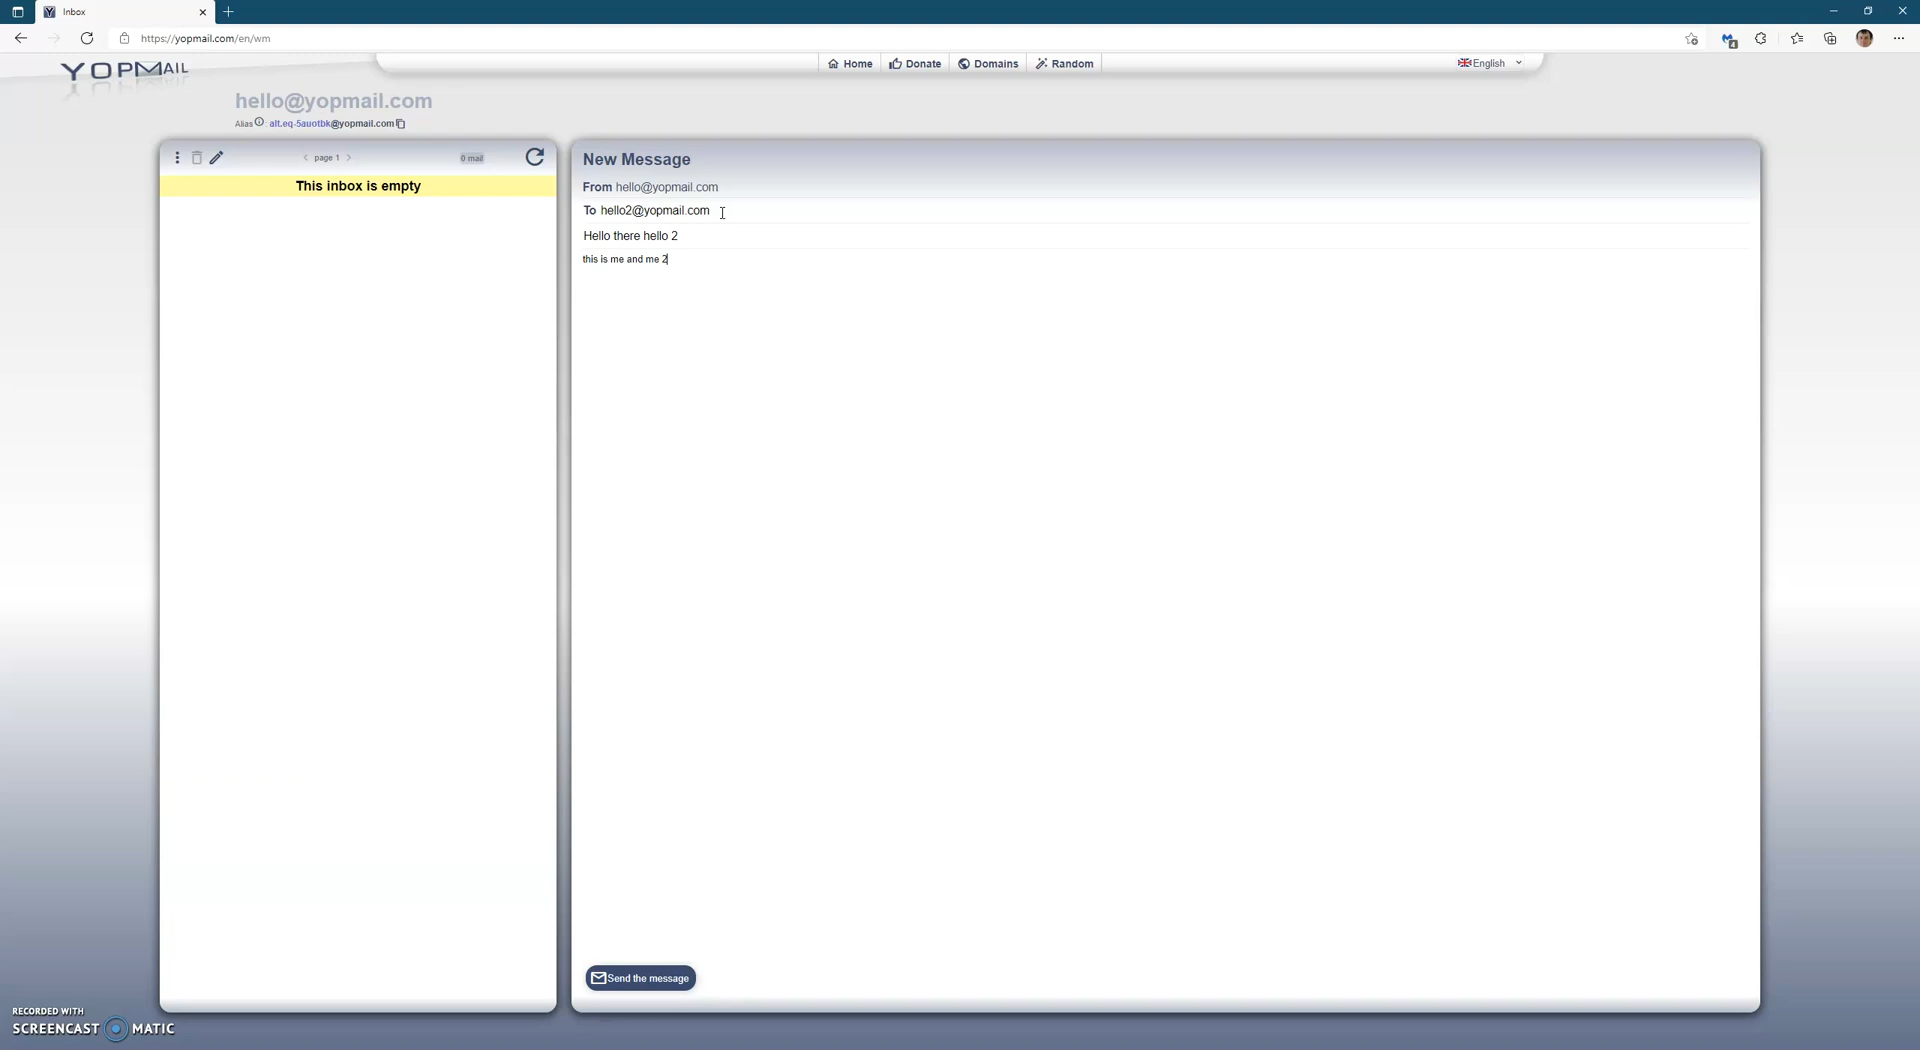 Inbox
https://yopmail.com/en/wm
4
YOPMAIL
Home
Donate
Domains
Random
English
hello@yopmail.com
Alias : alt.eq-5auotbk@yopmail.com
page 1
0 mail
This inbox is empty
New Message
From hello@yopmail.com
To hello2@yopmail.com
Hello there hello 2
this is me and me 2
Send the message
RECORDED WITH
SCREENCAST MATIC